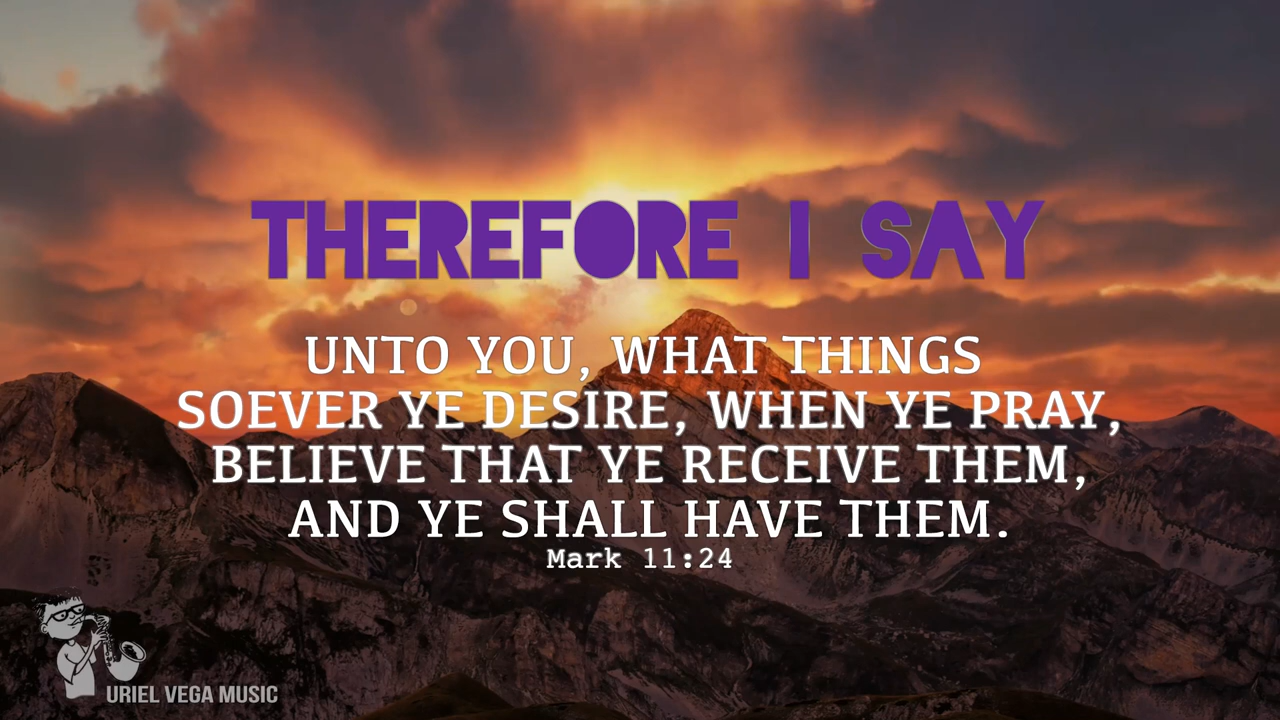 THEREFORE I SAY
UNTO YOU, WHAT THINGS
SOEVER YE DESIRE, WHEN YE PRAY,
BELIEVE THAT YE RECEIVE THEM,
AND YE SHALL HAVE THEM.
Mark 11:24
URIEL VEGA MUSIC